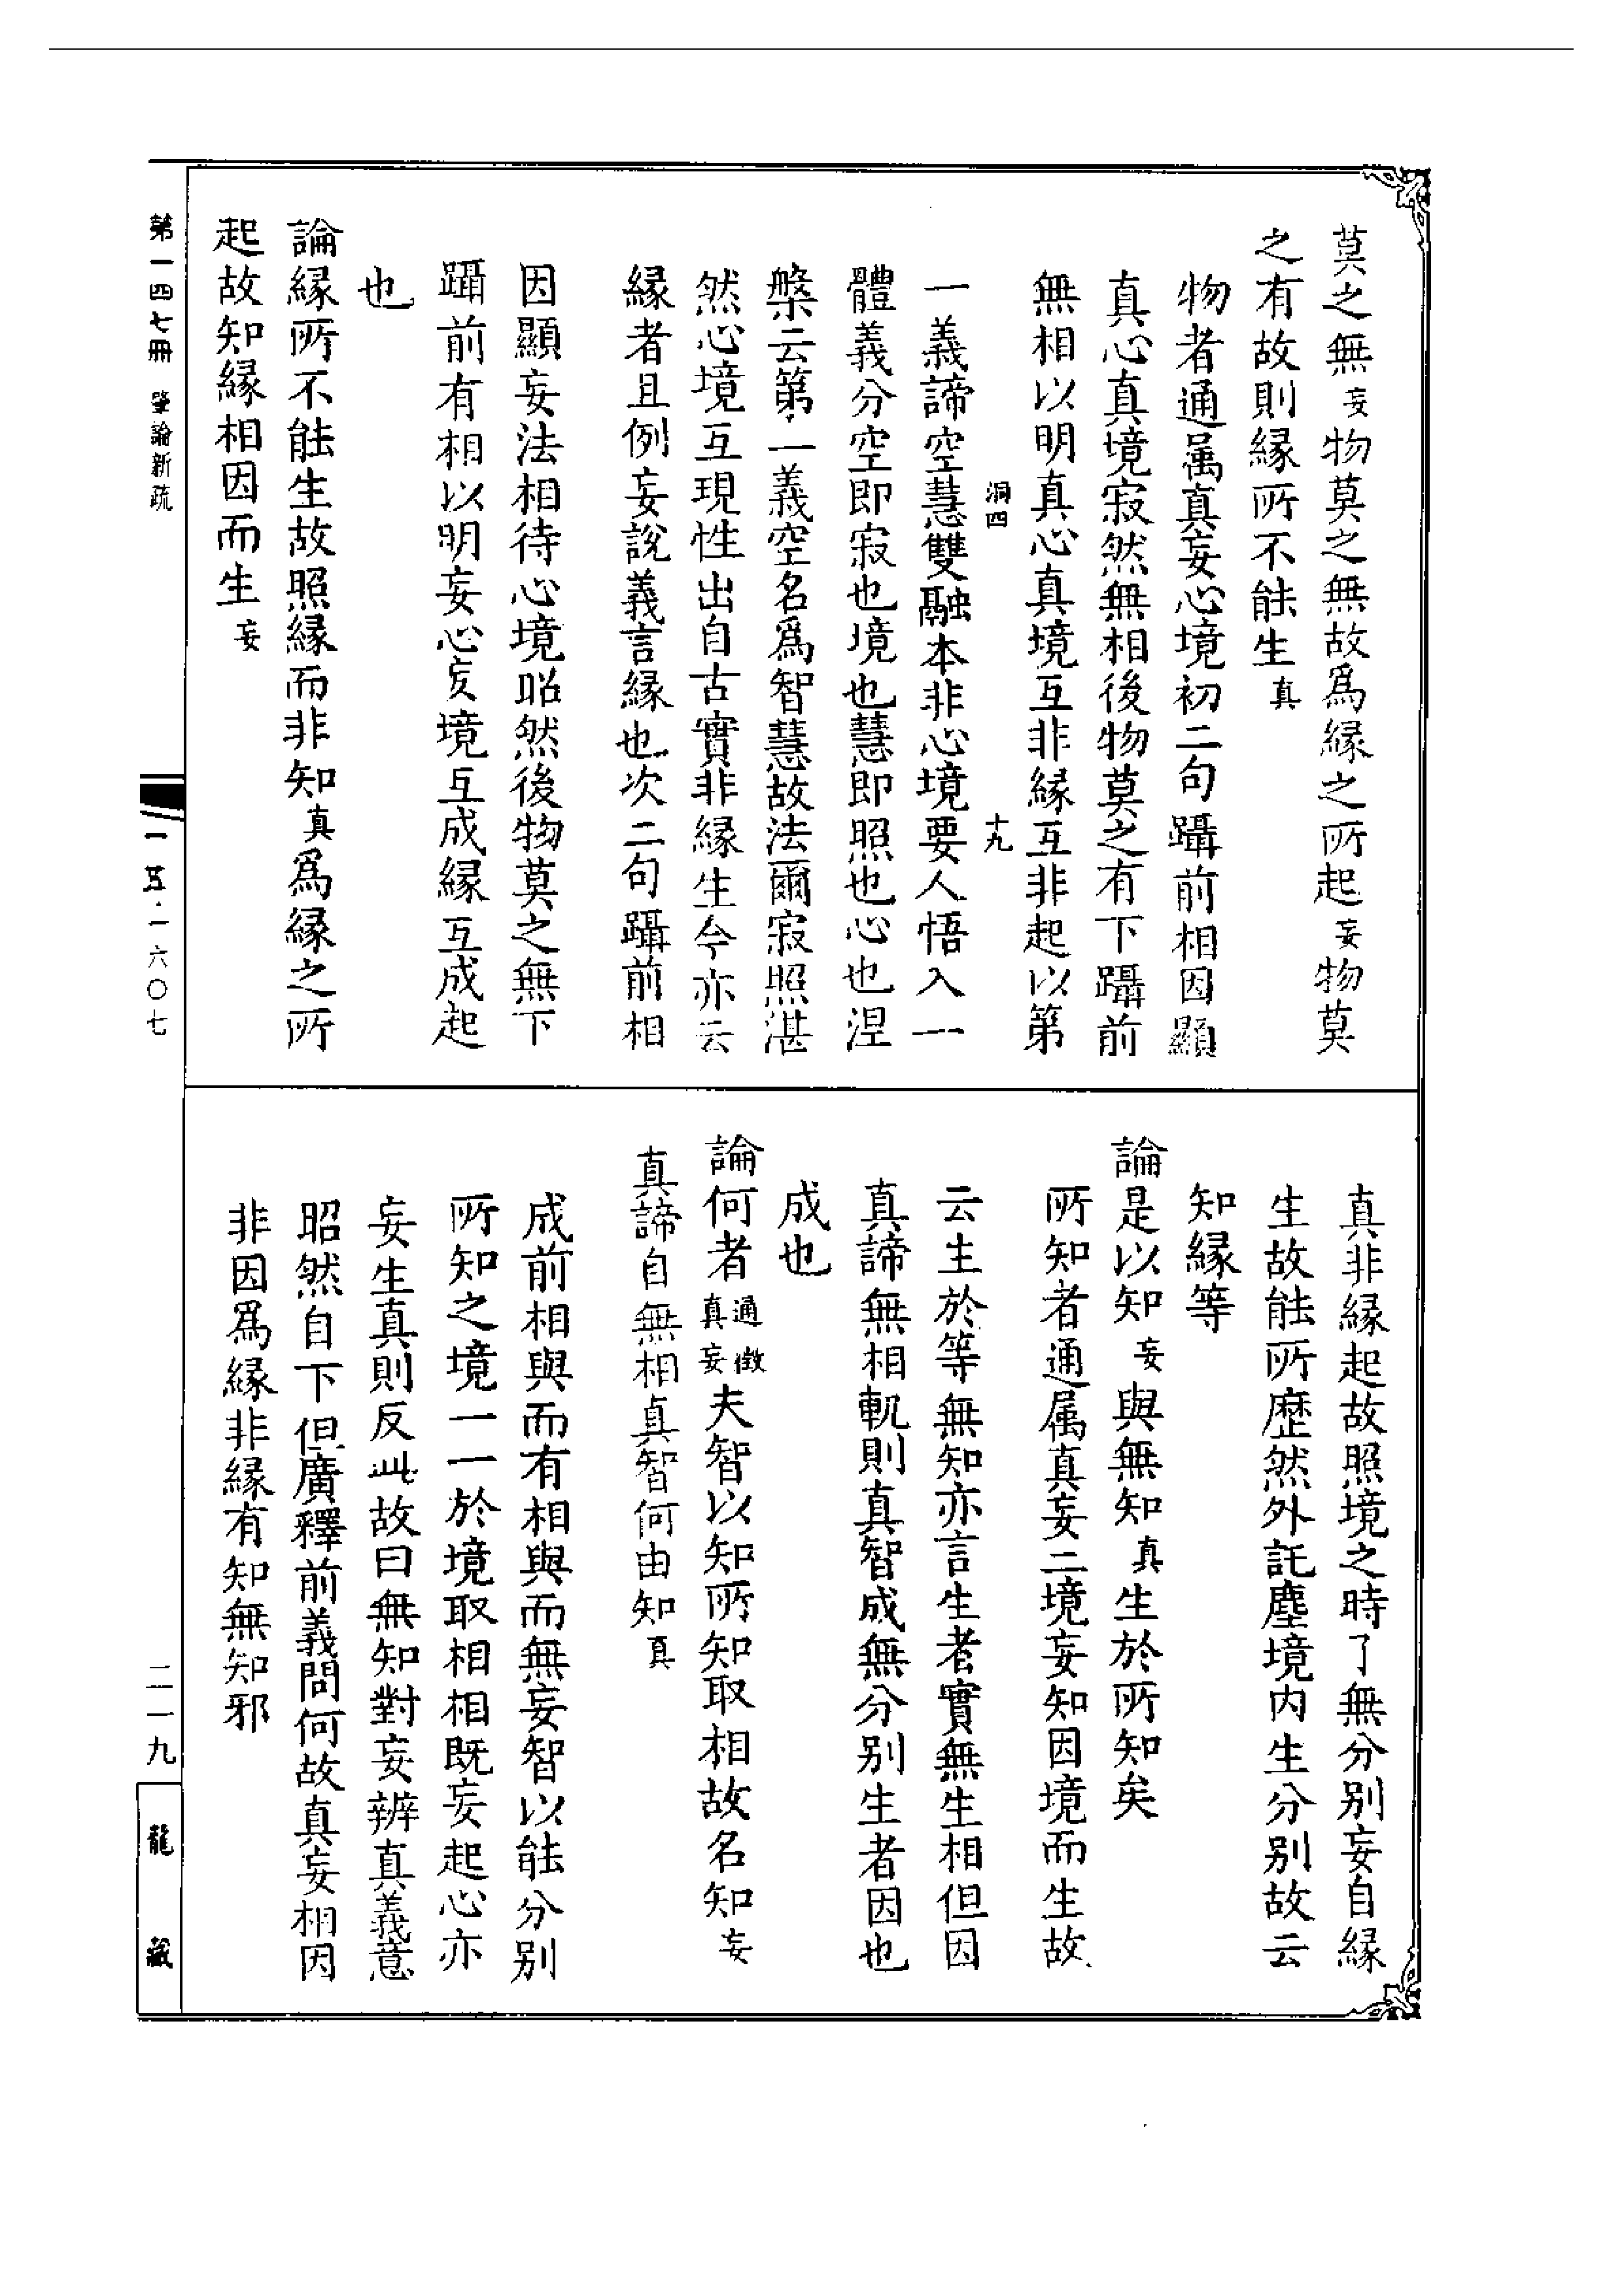 莫之無妄物莫之無故爲緣之所起妄物莫
之有故則緣所不能生真
物者通属真妄心境初二句躡前相因顯
真心真境寂然無相後物莫之有下躡前
無相以明真心真境互非緣互非起以第
洞四 十九
一義諦空慧雙融本非心境要人悟入一
體義分空即寂也境也慧即照也心也涅
槃云第一義空名爲智慧故法爾寂照湛
然心境互現性出自古實非緣生今亦云
緣者且例妄說義言緣也次二句躡前相
因顯妄法相待心境昭然後物莫之無下
躡前有相以明妄心妄境互成緣互成起
也
論緣所不能生故照緣而非知真爲緣之所
起故知緣相因而生妄
真非緣起故照境之時了無分别妄自緣
生故能所歷然外託塵境内生分别故云
知緣等
論是以知妄與無知真生於所知矣
所知者通属真妄二境妄知因境而生故
云生於等無知亦言生者實無生相但因
真諦無相軌則真智成無分别生者因也
成也
論何者通徵真妄夫智以知所知取相故名知妄
真諦自無相真智何由知真
成前相與而有相與而無妄智以能分别
所知之境一一於境取相相既妄起心亦
妄生真則反此故曰無知對妄辨真義意
昭然自下但廣釋前義問何故真妄相因
非因爲緣非緣有知無知邪
第一四七冊 肇論新疏
一五·一六〇七
二一九
龍藏